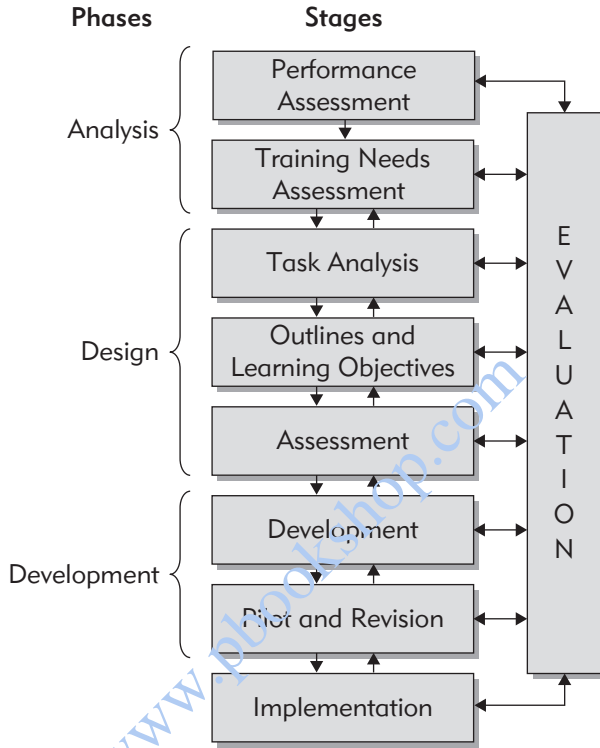 Phases
Stages
Analysis
Performance
Assessment
Training Needs
Assessment
Design
Task Analysis
Outlines and
Learning Objectives
Assessment
Development
Development
Pilot and Revision
Implementation
EVALUATION
www.pbookshop.com